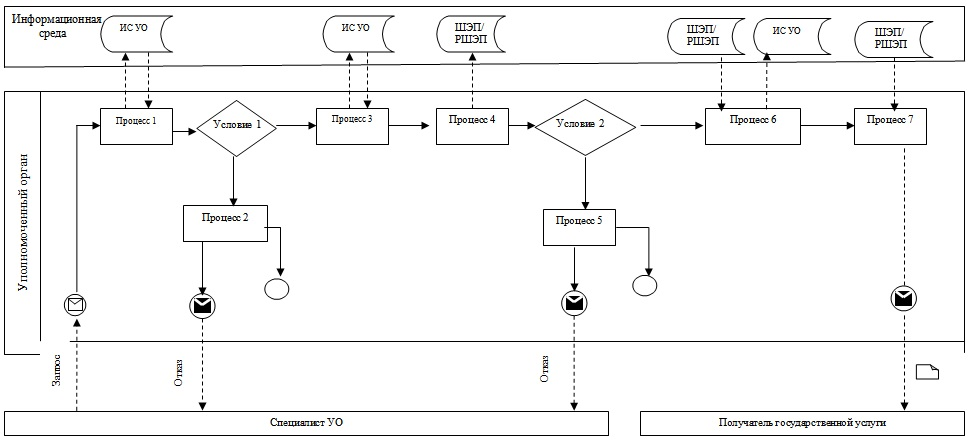 Информационная
среда
ИС УО
ИС УО
ШЭП/
РШЭП
ШЭП/
РШЭП
ИС УО
ШЭП/
РШЭП
Уполномоченный орган
Процесс 1
Условие 1
Процесс 3
Процесс 4
Условие 2
Процесс 6
Процесс 7
Процесс 2
Процесс 5
Запрос
Отказ
Отказ
Специалист УО
Получатель государственной услуги